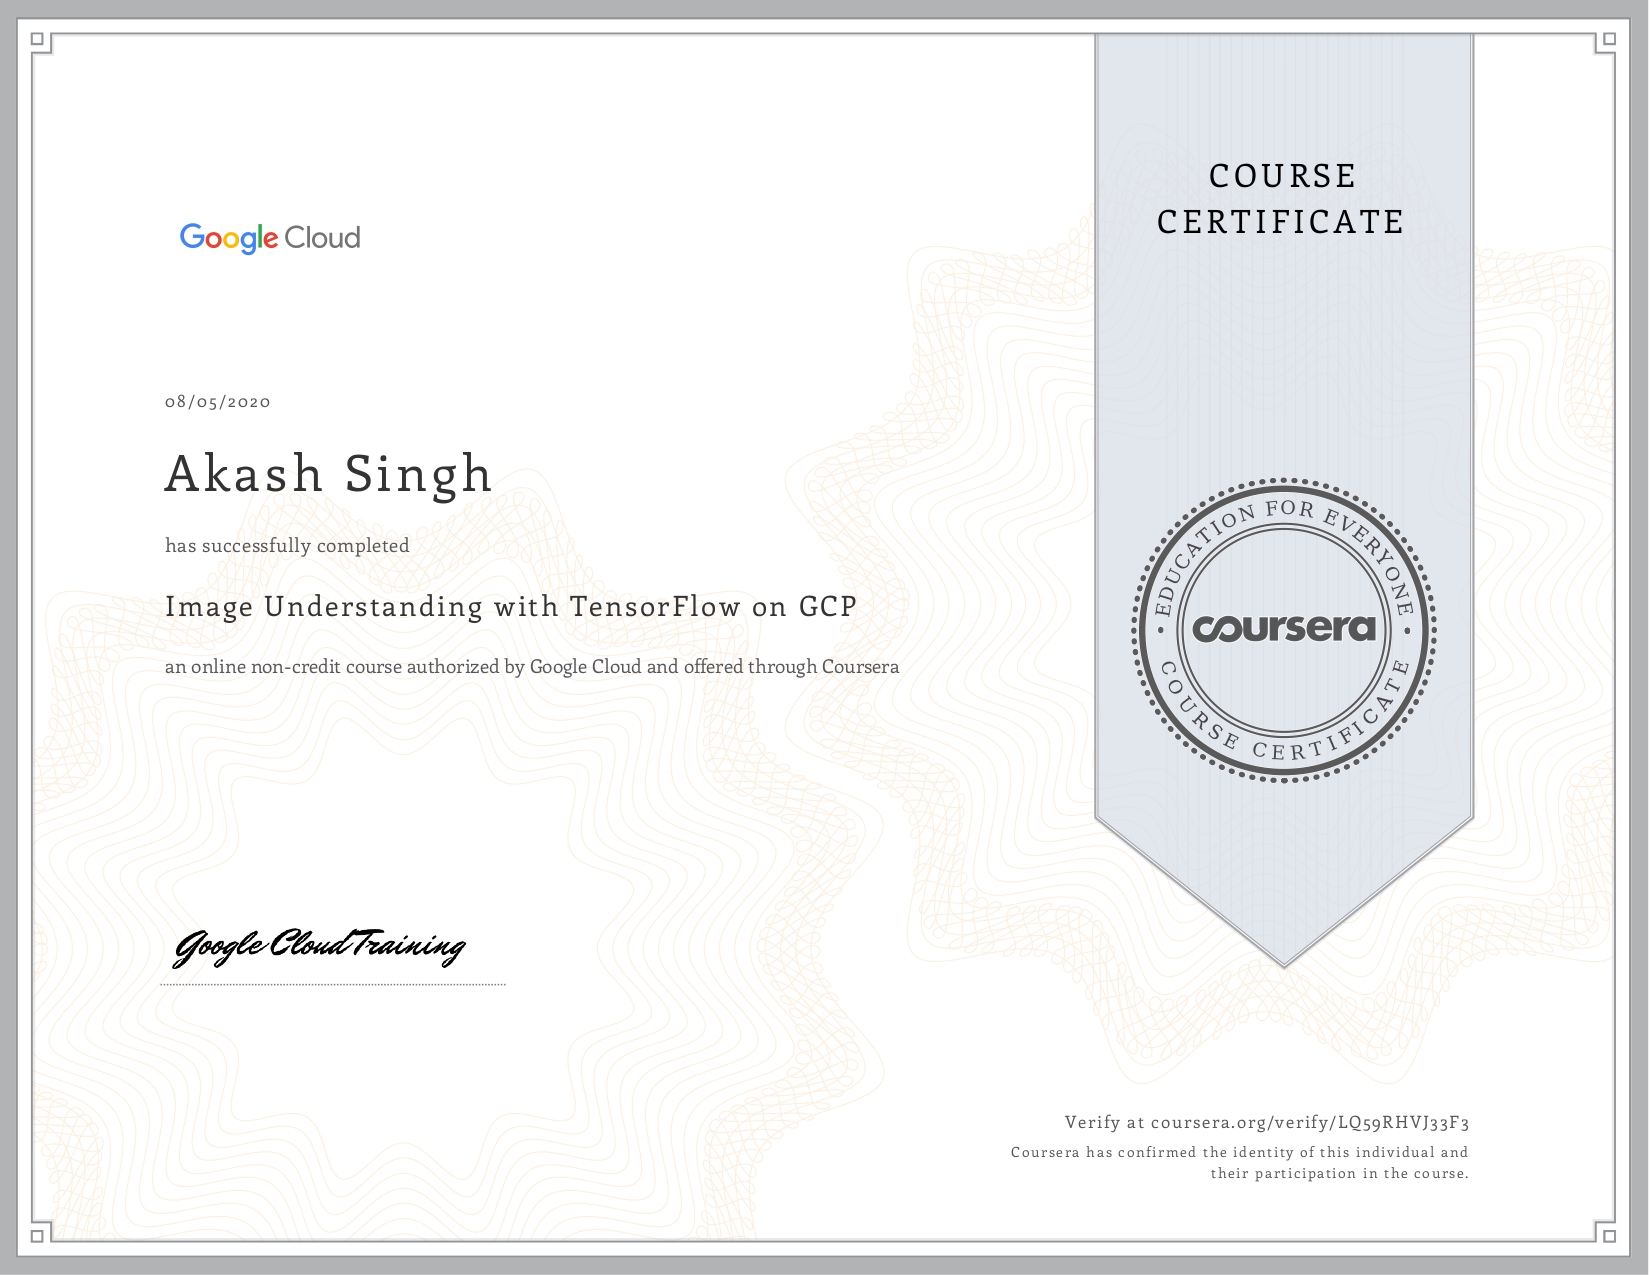 COURSE
CERTIFICATE
Google Cloud
08/05/2020
Akash Singh
has successfully completed
Image Understanding with TensorFlow on GCP
an online non-credit course authorized by Google Cloud and offered through Coursera
EDUCATION FOR EVERYONE
coursera
COURSE CERTIFICATE
Google Cloud Training
Verify at coursera.org/verify/LQ59RHVJ33F3
Coursera has confirmed the identity of this individual and
their participation in the course.